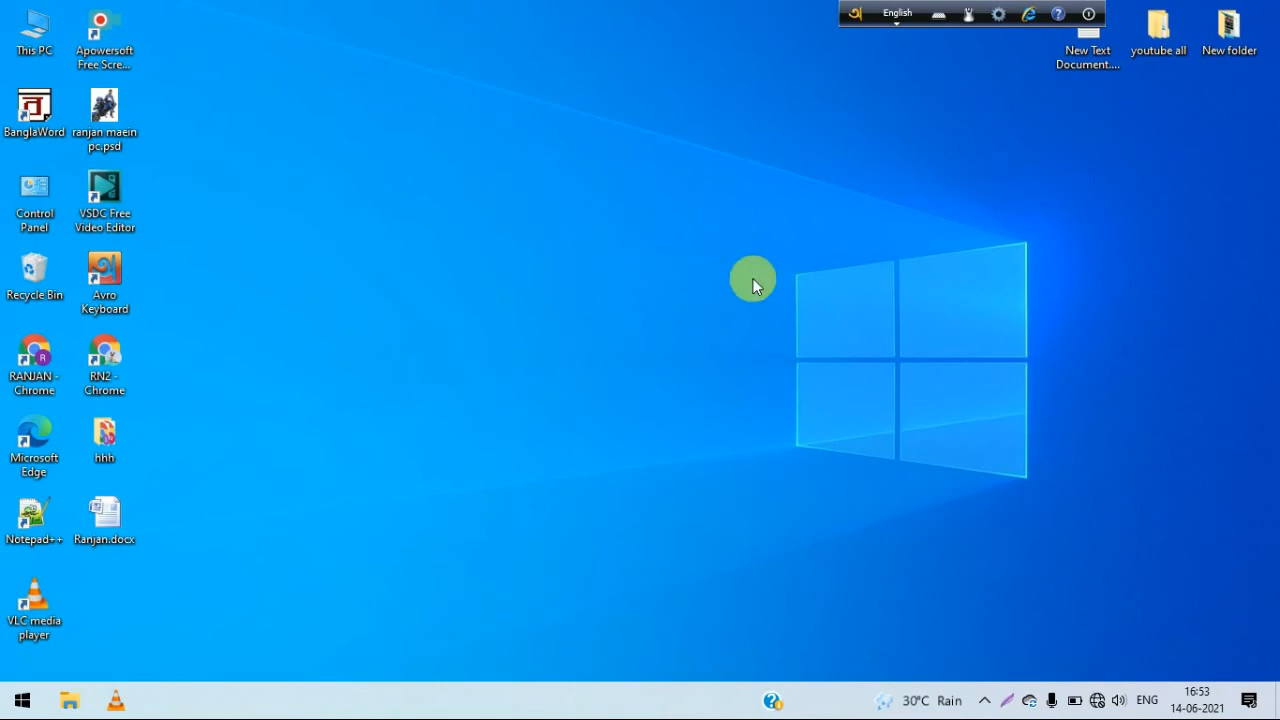 অ English
This PC
Apowersoft
Free Scre...
New Text
Document....
youtube all
New folder
BanglaWord
ranjan maein
pc.psd
Control
Panel
VSDC Free
Video Editor
Recycle Bin
Avro
Keyboard
RANJAN -
Chrome
RN2 -
Chrome
Microsoft
Edge
hhh
Notepad++
Ranjan.docx
VLC media
player
30°C Rain
ENG
16:53
14-06-2021